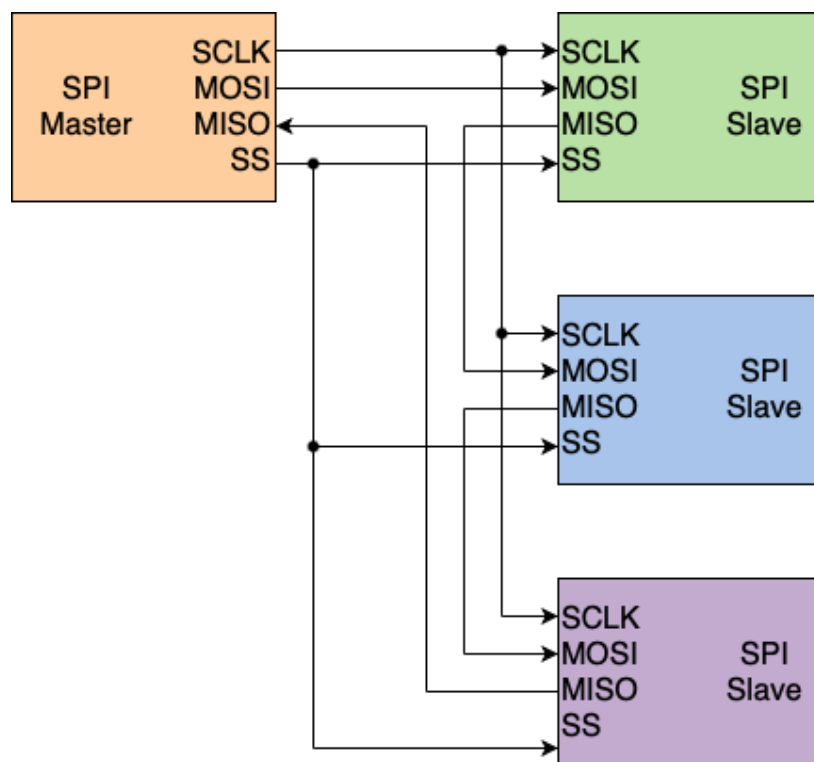 SPI
Master
SCLK
MOSI
MISO
SS
SCLK
MOSI
MISO
SS
SPI
Slave
SCLK
MOSI
MISO
SS
SPI
Slave
SCLK
MOSI
MISO
SS
SPI
Slave